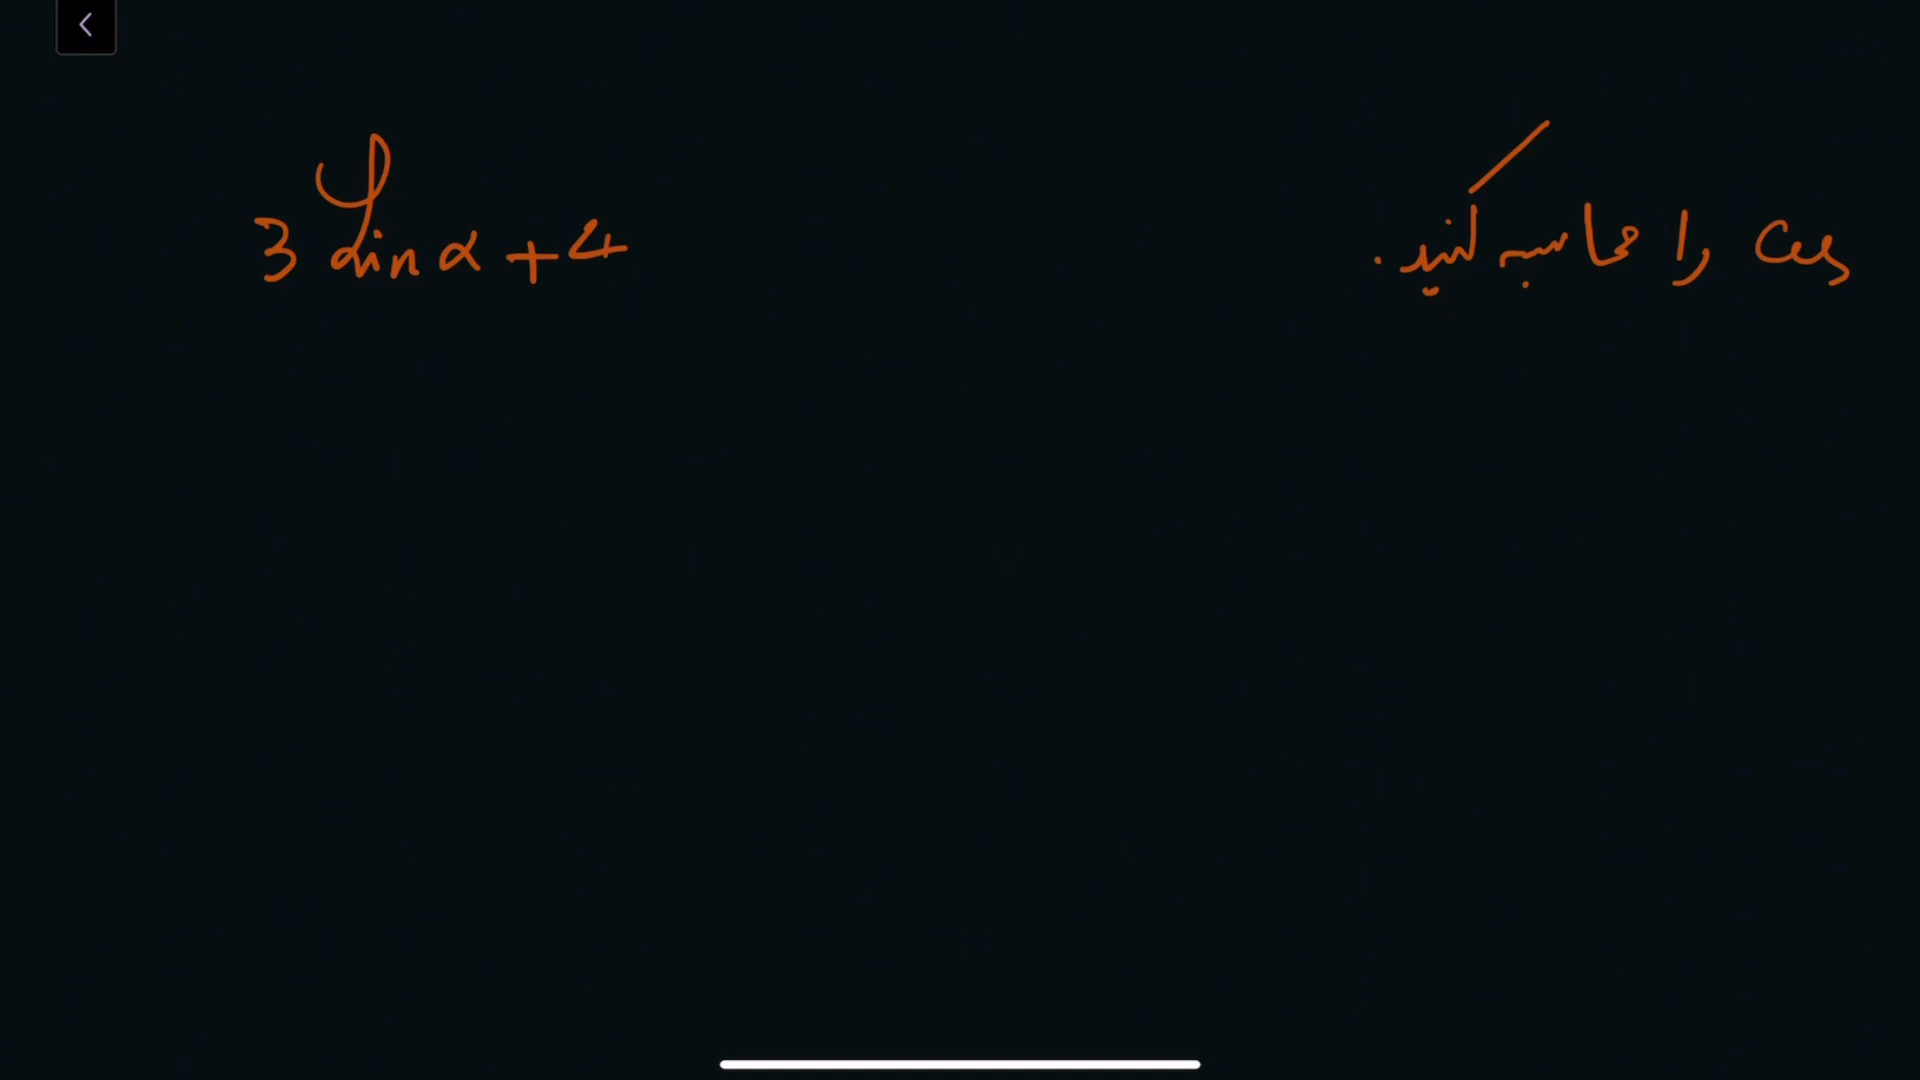 3 sin α + 4
cos را محاسبه کنید.